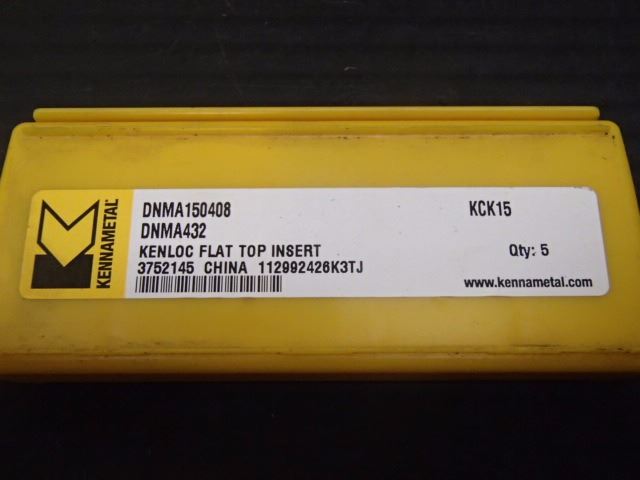 KENNAMETAL®
DNMA150408
KCK15
DNMA432
KENLOC FLAT TOP INSERT
Qty: 5
3752145 CHINA 112992426K3TJ
www.kennametal.com